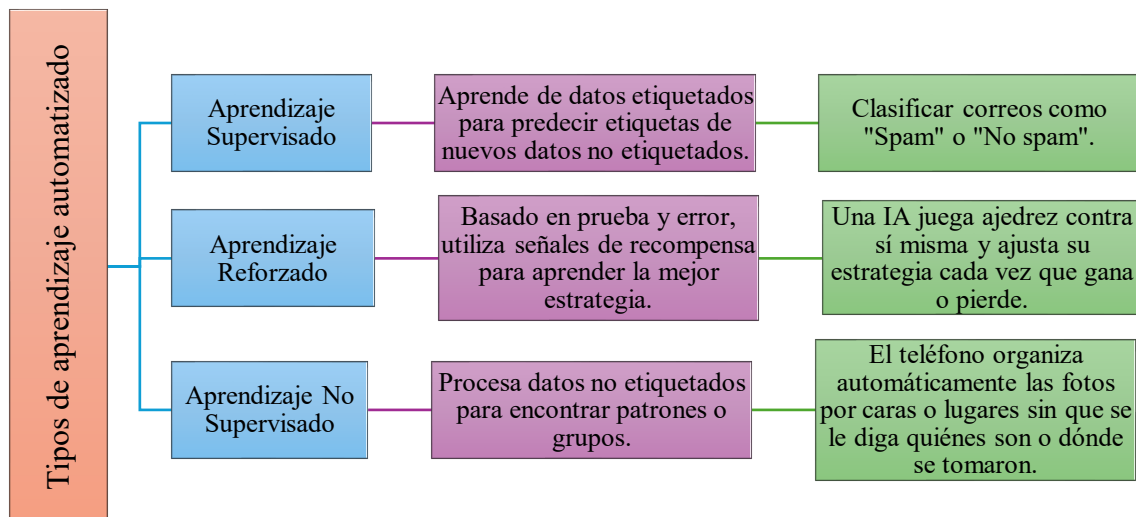 Tipos de aprendizaje automatizado
Aprendizaje
Supervisado
Aprende de datos etiquetados
para predecir etiquetas de
nuevos datos no etiquetados.
Clasificar correos como
"Spam" o "No spam".
Aprendizaje
Reforzado
Basado en prueba y error,
utiliza señales de recompensa
para aprender la mejor
estrategia.
Una IA juega ajedrez contra
sí misma y ajusta su
estrategia cada vez que gana
o pierde.
Aprendizaje No
Supervisado
Procesa datos no etiquetados
para encontrar patrones o
grupos.
El teléfono organiza
automáticamente las fotos
por caras o lugares sin que se
le diga quiénes son o dónde
se tomaron.